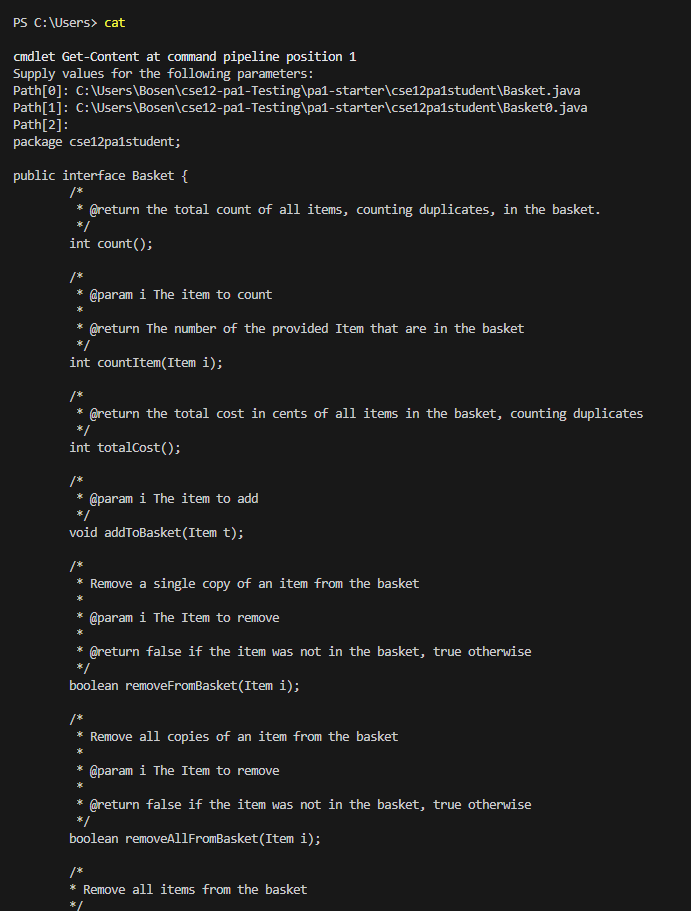 PS C:\Users> cat
cmdlet Get-Content at command pipeline position 1
Supply values for the following parameters:
Path[0]: C:\Users\Bosen\cse12-pa1-Testing\pa1-starter\cse12pa1student\Basket.java
Path[1]: C:\Users\Bosen\cse12-pa1-Testing\pa1-starter\cse12pa1student\Basket0.java
Path[2]:
package cse12pa1student;
public interface Basket {
/*
* @return the total count of all items, counting duplicates, in the basket.
*/
int count();
/*
* @param i The item to count
*
* @return The number of the provided Item that are in the basket
*/
int countItem(Item i);
/*
* @return the total cost in cents of all items in the basket, counting duplicates
*/
int totalCost();
/*
* @param i The item to add
*/
void addToBasket(Item t);
/*
* Remove a single copy of an item from the basket
*
* @param i The Item to remove
*
* @return false if the item was not in the basket, true otherwise
*/
boolean removeFromBasket(Item i);
/*
* Remove all copies of an item from the basket
*
* @param i The Item to remove
*
* @return false if the item was not in the basket, true otherwise
*/
boolean removeAllFromBasket(Item i);
/*
* Remove all items from the basket
*/